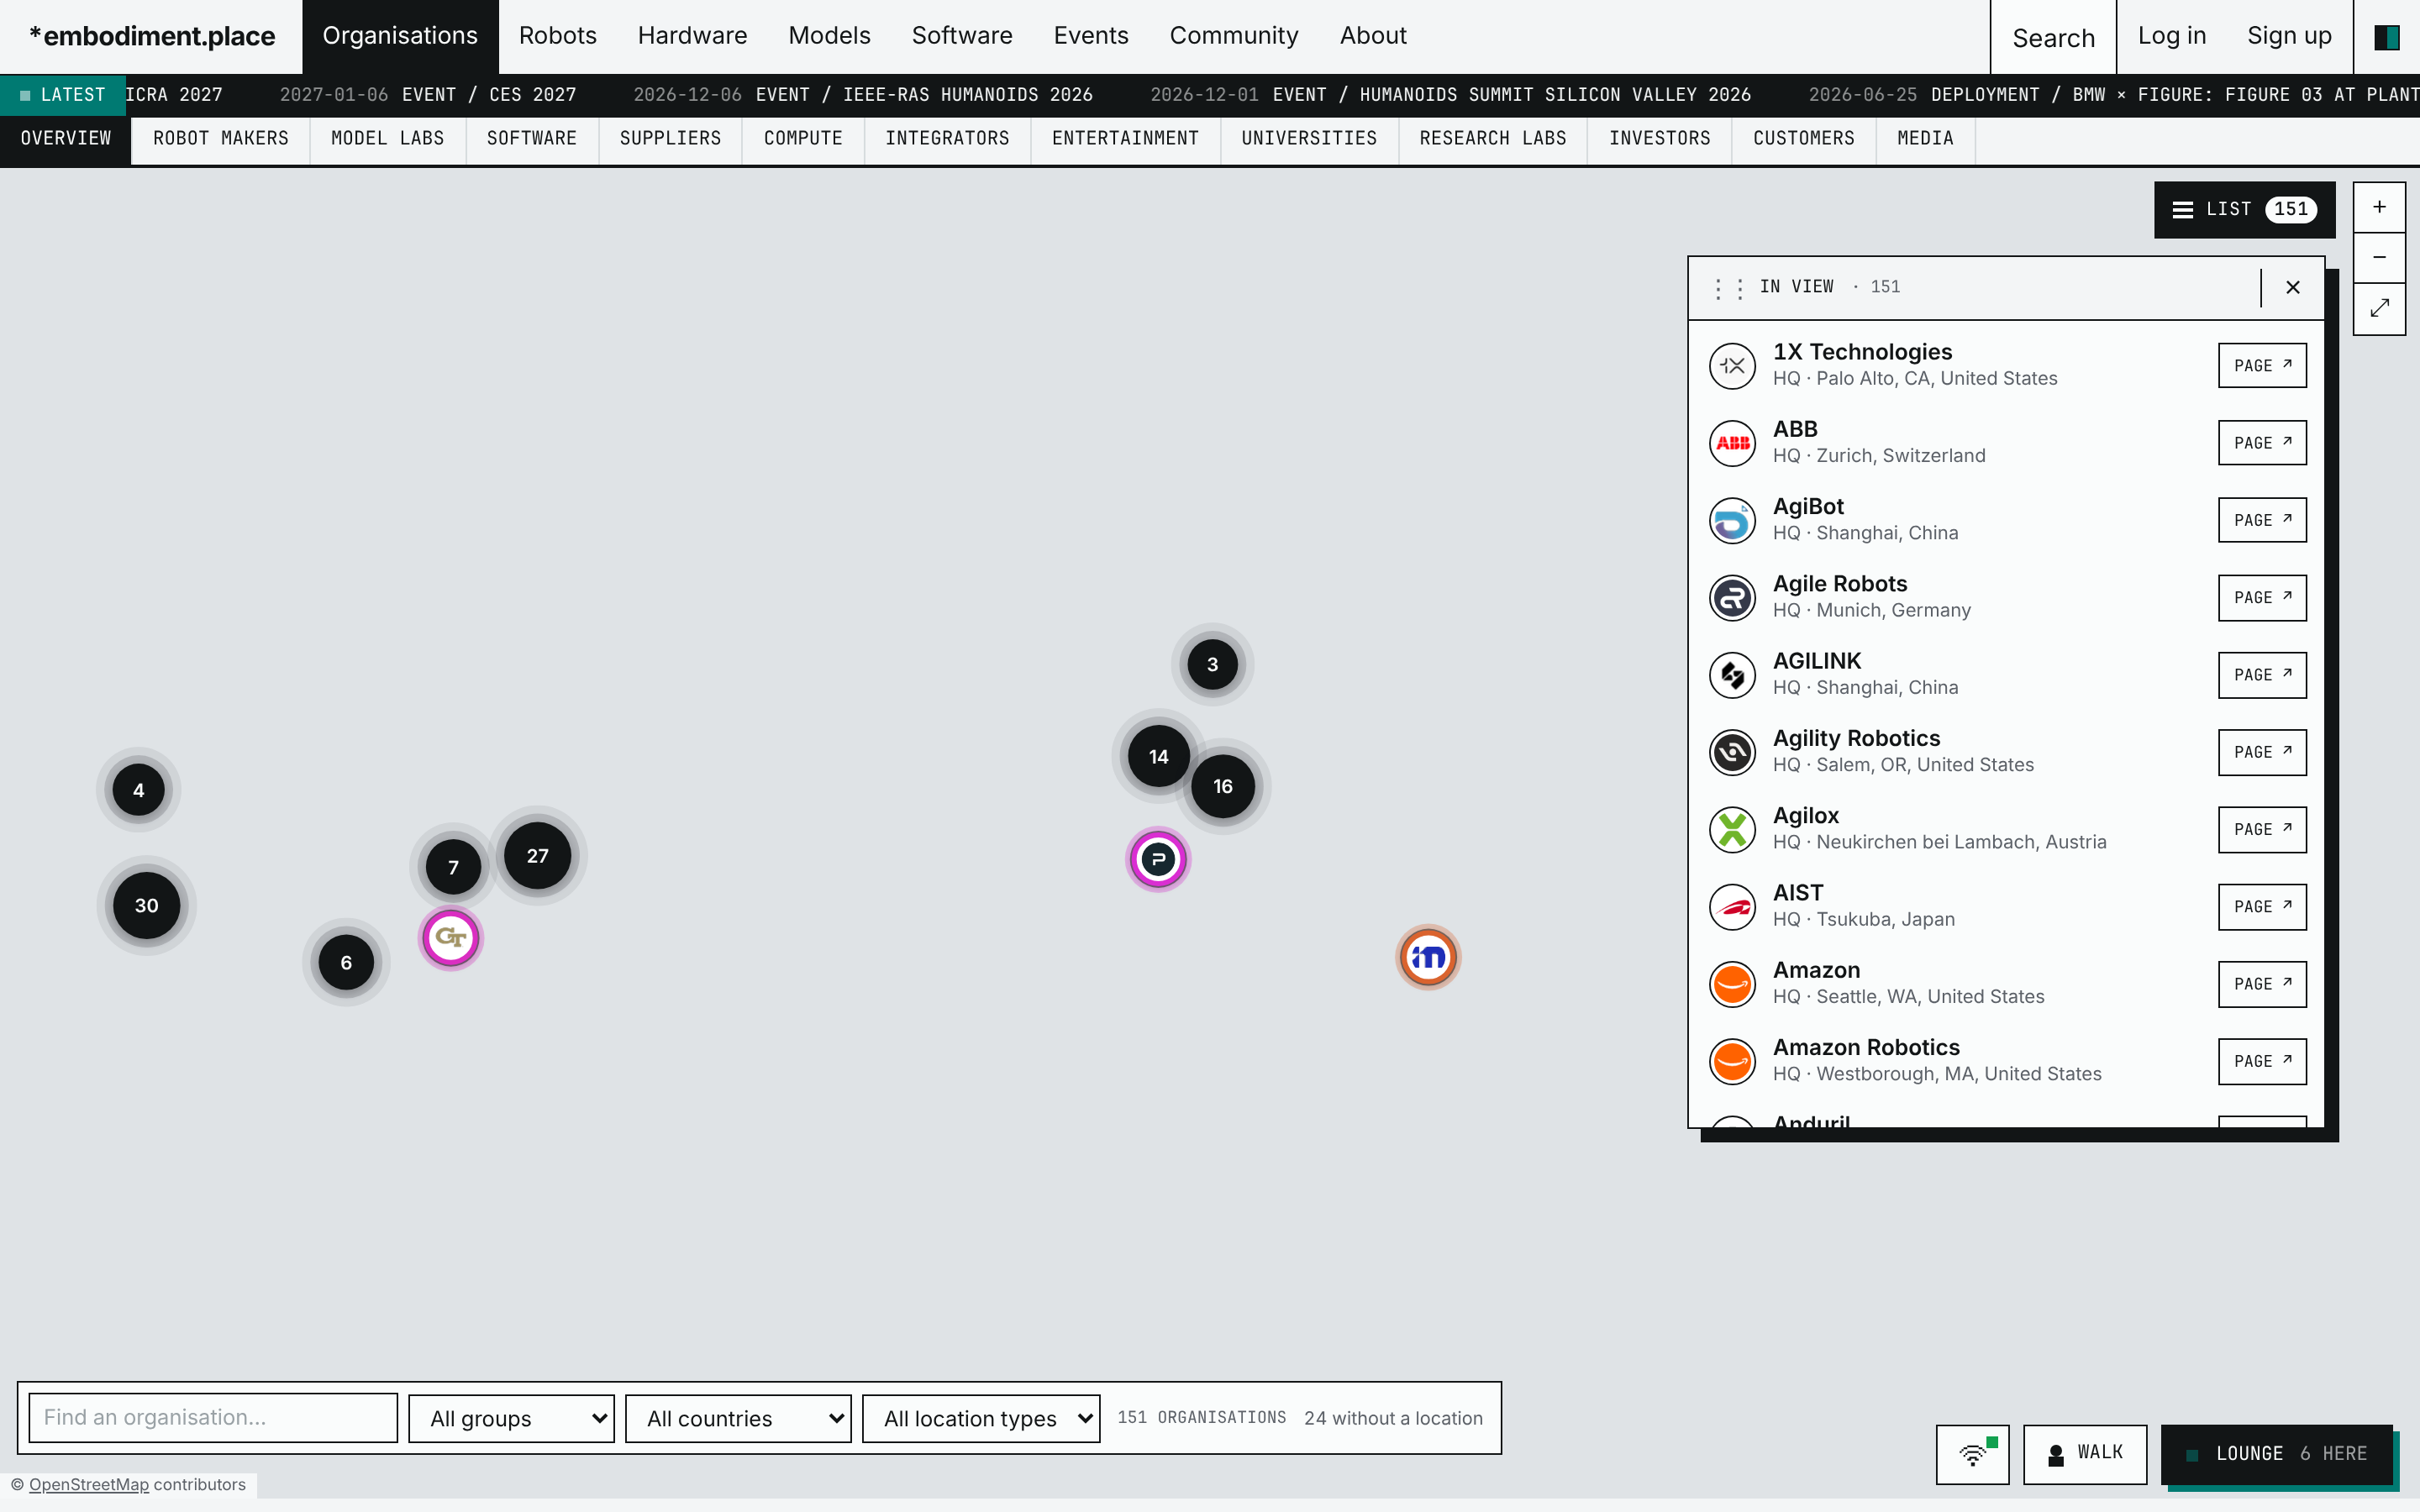 *embodiment.place Organisations Robots Hardware Models Software Events Community About Search Log in Sign up
LATEST ICRA 2027 2027-01-06 EVENT / CES 2027 2026-12-06 EVENT / IEEE-RAS HUMANOIDS 2026 2026-12-01 EVENT / HUMANOIDS SUMMIT SILICON VALLEY 2026 2026-06-25 DEPLOYMENT / BMW × FIGURE: FIGURE 03 AT PLANT
OVERVIEW ROBOT MAKERS MODEL LABS SOFTWARE SUPPLIERS COMPUTE INTEGRATORS ENTERTAINMENT UNIVERSITIES RESEARCH LABS INVESTORS CUSTOMERS MEDIA
LIST 151
+
−
IN VIEW · 151
1X Technologies
HQ · Palo Alto, CA, United States
PAGE ↗
ABB
ABB
HQ · Zurich, Switzerland
PAGE ↗
AgiBot
HQ · Shanghai, China
PAGE ↗
Agile Robots
HQ · Munich, Germany
PAGE ↗
AGILINK
HQ · Shanghai, China
PAGE ↗
Agility Robotics
HQ · Salem, OR, United States
PAGE ↗
Agilox
HQ · Neukirchen bei Lambach, Austria
PAGE ↗
AIST
HQ · Tsukuba, Japan
PAGE ↗
Amazon
HQ · Seattle, WA, United States
PAGE ↗
Amazon Robotics
HQ · Westborough, MA, United States
PAGE ↗
Anduril
3
14
16
4
7
27
30
GT
6
Find an organisation... All groups All countries All location types 151 ORGANISATIONS 24 without a location
WALK
LOUNGE 6 HERE
© OpenStreetMap contributors